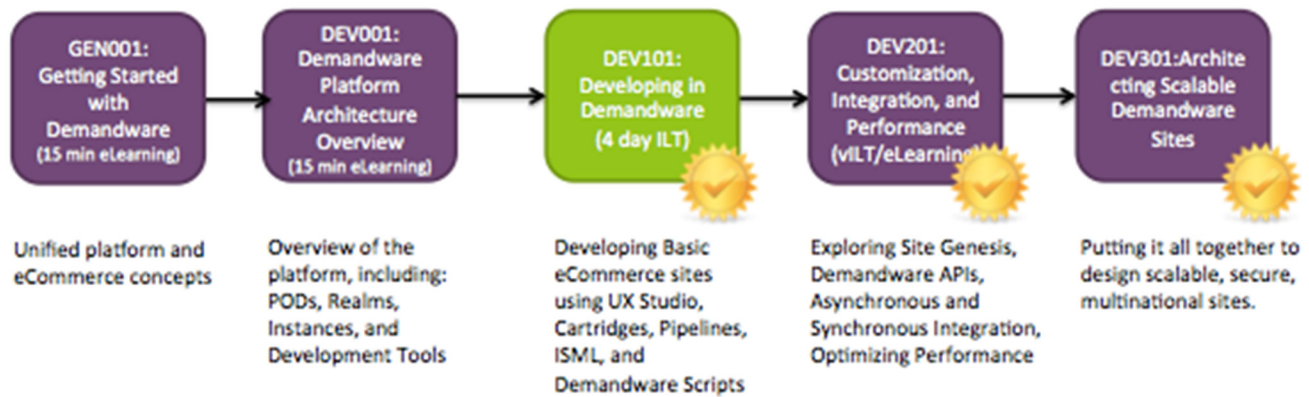 GEN001:
Getting Started
with
Demandware
(15 min eLearning)
Unified platform and
eCommerce concepts
DEV001:
Demandware
Platform
Architecture
Overview
(15 min eLearning)
Overview of the
platform, including:
PODs, Realms,
Instances, and
Development Tools
DEV101:
Developing in
Demandware
(4 day ILT)
Developing Basic
eCommerce sites
using UX Studio,
Cartridges, Pipelines,
ISML, and
Demandware Scripts
DEV201:
Customization,
Integration, and
Performance
(vILT/eLearning)
Exploring Site Genesis,
Demandware APIs,
Asynchronous and
Synchronous Integration,
Optimizing Performance
DEV301:Archite
cting Scalable
Demandware
Sites
Putting it all together to
design scalable, secure,
multinational sites.